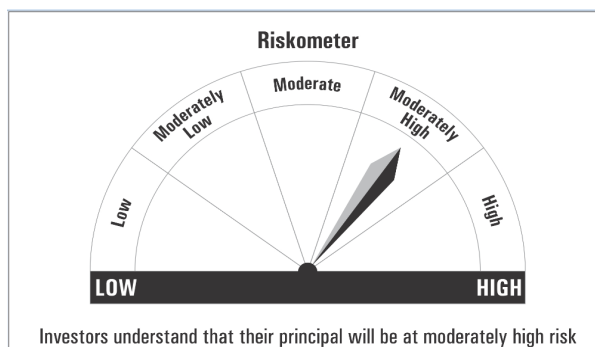 Riskometer
Moderately
Low
Moderate
Moderately
High
Low
High
LOW
HIGH
Investors understand that their principal will be at moderately high risk